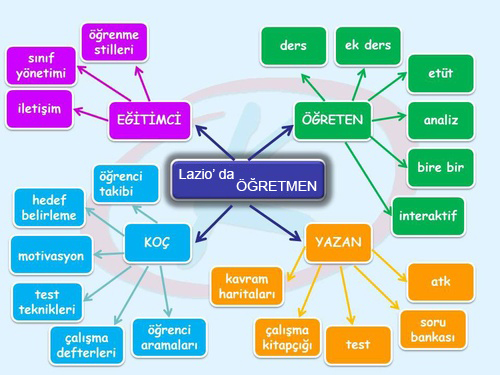 öğrenme
stilleri
sınıf
yönetimi
iletişim
EĞİTİMCİ
ders
ek ders
etüt
ÖĞRETEN
analiz
bire bir
interaktif
Lazio' da
ÖĞRETMEN
öğrenci
takibi
hedef
belirleme
KOÇ
motivasyon
test
teknikleri
çalışma
defterleri
öğrenci
aramaları
YAZAN
kavram
haritaları
atk
çalışma
kitapçığı
test
soru
bankası